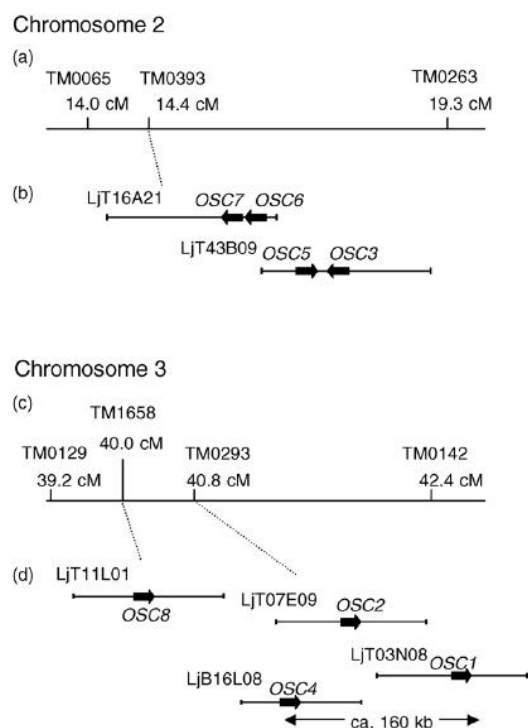 Chromosome 2
(a)
TM0065 TM0393 TM0263
14.0 cM 14.4 cM 19.3 cM
(b)
LjT16A21 OSC7 OSC6
LjT43B09 OSC5 OSC3
Chromosome 3
(c)
TM1658
TM0129 40.0 cM TM0293 TM0142
39.2 cM 40.8 cM 42.4 cM
(d)
LjT11L01
OSC8
LjT07E09 OSC2
LjT03N08 OSC1
LjB16L08 OSC4
ca. 160 kb